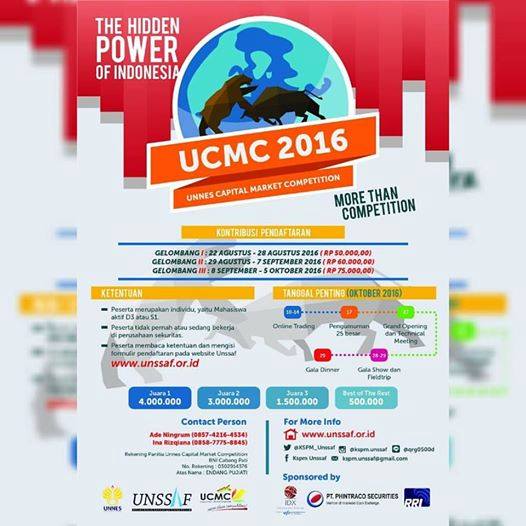 THE HIDDEN
POWER
OF INDONESIA
UCMC 2016
UNNES CAPITAL MARKET COMPETITION
MORE THAN
COMPETITION
KONTRIBUSI PENDAFTARAN
GELOMBANG I : 22 AGUSTUS - 28 AGUSTUS 2016 ( RP 50.000,00)
GELOMBANG II : 29 AGUSTUS - 7 SEPTEMBER 2016 ( RP 60.000,00)
GELOMBANG III : 8 SEPTEMBER - 5 OKTOBER 2016 ( RP 75.000,00)
KETENTUAN
Peserta merupakan individu, yaitu Mahasiswa
aktif D3 atau S1.
Peserta tidak pernah atau sedang bekerja
di perusahaan sekuritas.
Peserta membaca ketentuan dan mengisi
formulir pendaftaran pada website Unssaf
www.unssaf.or.id
TANGGAL PENTING (OKTOBER 2016)
10-14
17
Online Trading
Pengumuman
25 besar
Grand Opening
dan Technical
Meeting
28-29
Gala Dinner
Gala Show dan
Fieldtrip
Juara 1
4.000.000
Juara 2
3.000.000
Juara 3
1.500.000
Best of The Rest
500.000
Contact Person
Ade Ningrum (0857-4216-4534)
Ina Rizqiana (0858-7775-8845)
Rekening Panitia Unnes Capital Market Competition
BNI Cabang Pati
No. Rekening : 0302914576
Atas Nama : ENDANG PUJIATI
For More Info
www.unssaf.or.id
@KSPM_Unnes
@kspm.unssaf
@qrg0500d
Kspm Unssaf
kspm.unssaf@gmail.com
Sponsored by
UNNES
UNSSAF
UCMC
IDX
PT. PHINTRACO SECURITIES
RRI